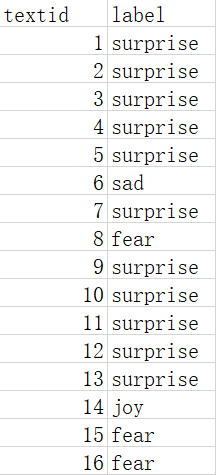 textid label
1 surprise
2 surprise
3 surprise
4 surprise
5 surprise
6 sad
7 surprise
8 fear
9 surprise
10 surprise
11 surprise
12 surprise
13 surprise
14 joy
15 fear
16 fear